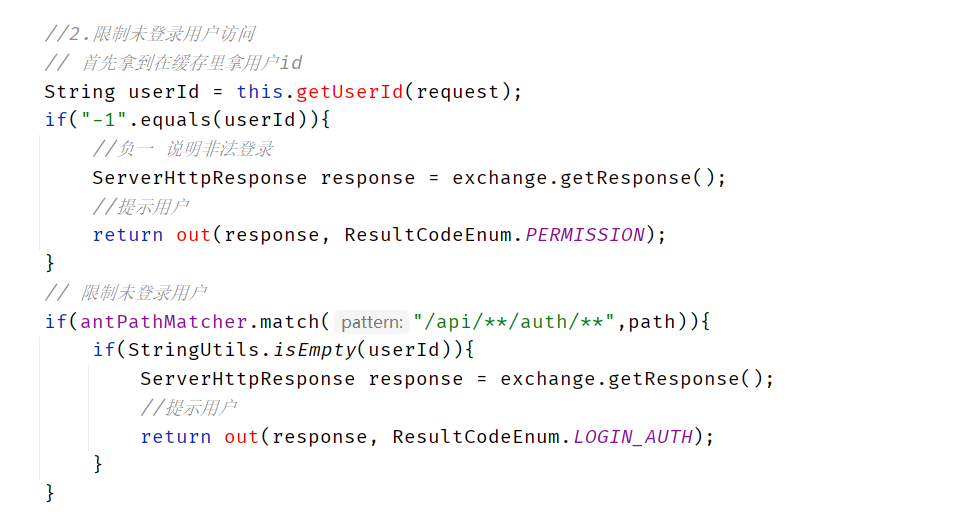 //2.限制未登录用户访问
// 首先拿到在缓存里拿用户id
String userId = this.getUserId(request);
if("-1".equals(userId)){
//负一 说明非法登录
ServerHttpResponse response = exchange.getResponse();
//提示用户
return out(response, ResultCodeEnum.PERMISSION);
}
// 限制未登录用户
if(antPathMatcher.match( pattern: "/api/**/auth/**",path)){
if(StringUtils.isEmpty(userId)){
ServerHttpResponse response = exchange.getResponse();
//提示用户
return out(response, ResultCodeEnum.LOGIN_AUTH);
}
}